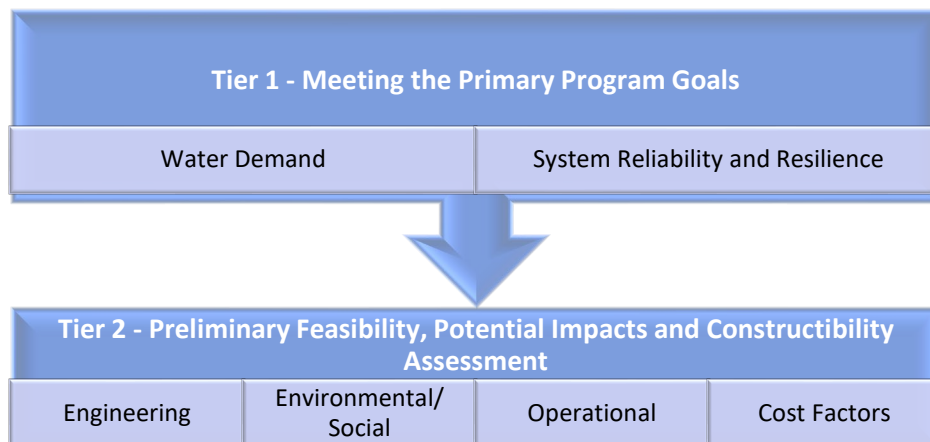 Tier 1 - Meeting the Primary Program Goals
Water Demand
System Reliability and Resilience
Tier 2 - Preliminary Feasibility, Potential Impacts and Constructibility
Assessment
Engineering
Environmental/
Social
Operational
Cost Factors